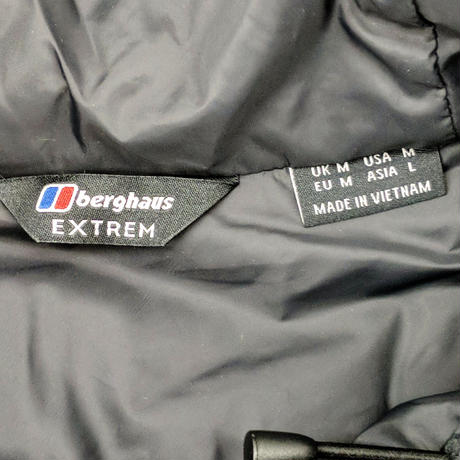 berghaus
EXTREM
UK M USA M
EU M ASIA L
MADE IN VIETNAM